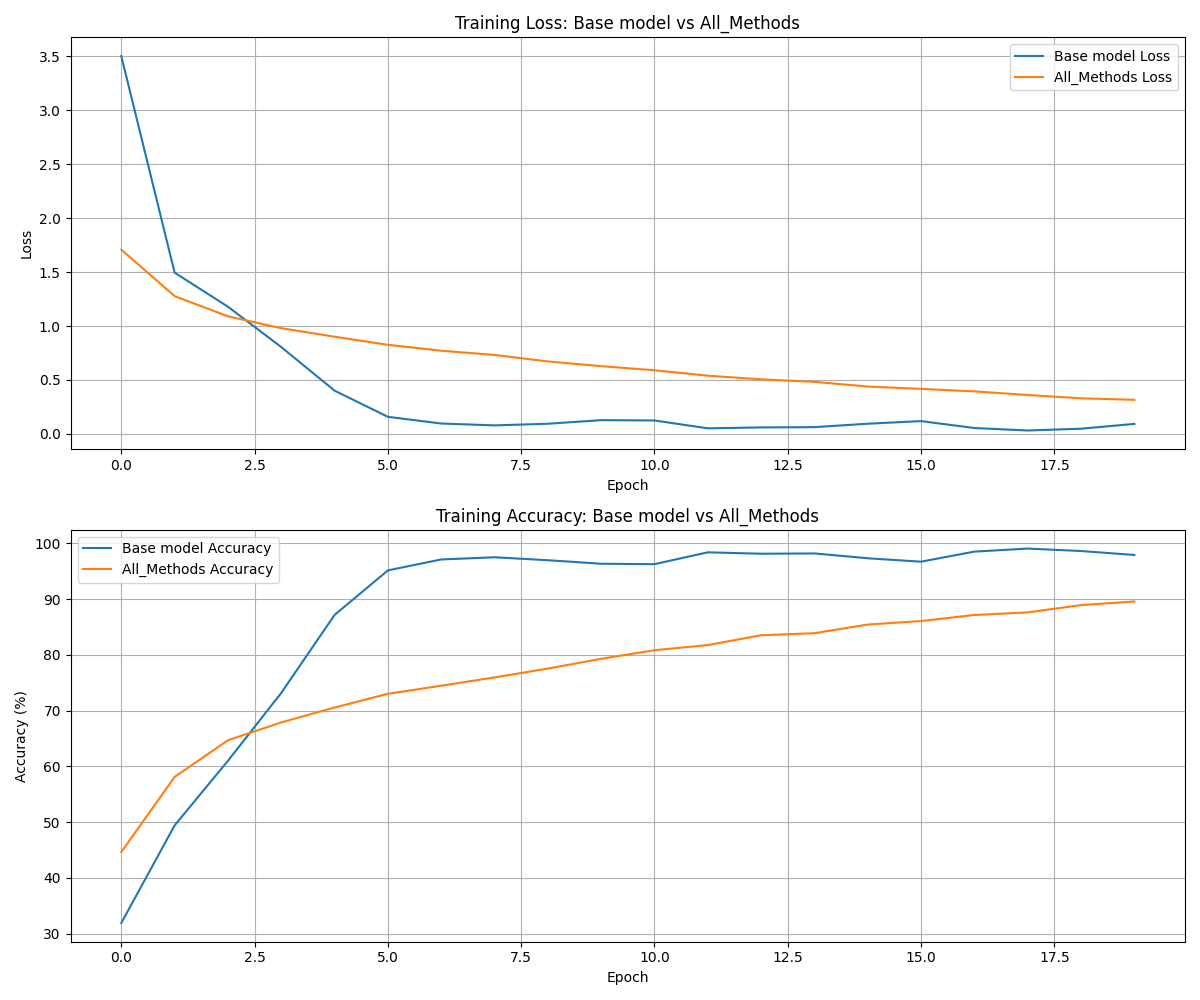 Training Loss: Base model vs All_Methods
Base model Loss
All_Methods Loss
3.5
3.0
2.5
2.0
1.5
1.0
0.5
0.0
Loss
0.0 2.5 5.0 7.5 10.0 12.5 15.0 17.5
Epoch
Training Accuracy: Base model vs All_Methods
Base model Accuracy
All_Methods Accuracy
100
90
80
70
60
50
40
30
Accuracy (%)
0.0 2.5 5.0 7.5 10.0 12.5 15.0 17.5
Epoch